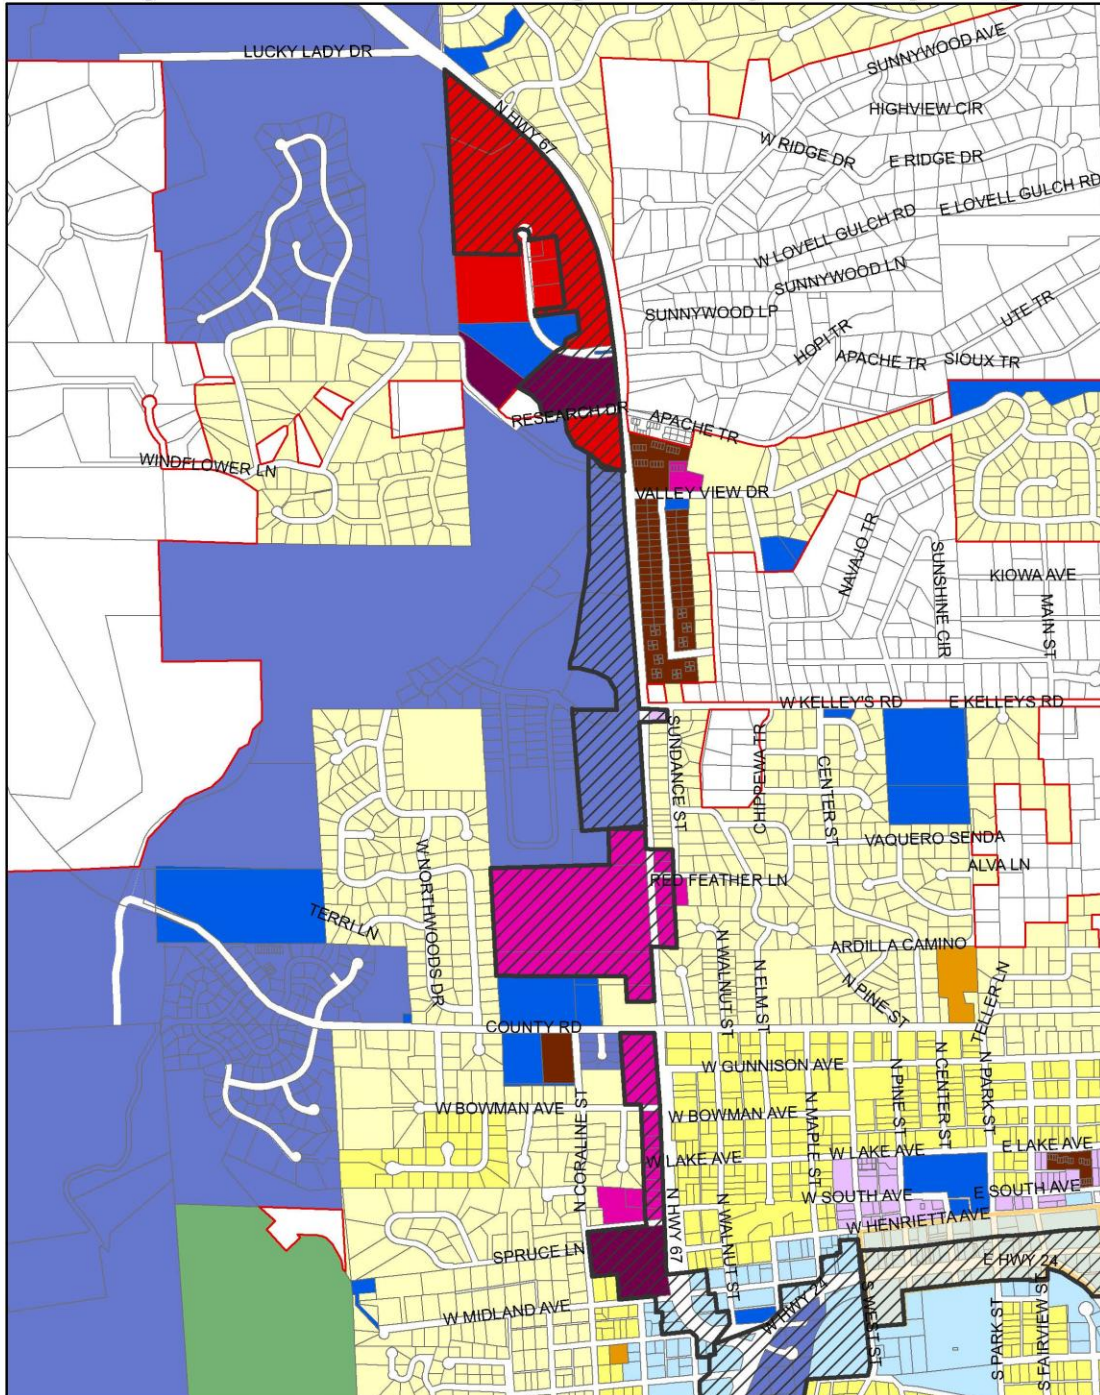 LUCKY LADY DR
SUNNYWOOD AVE
HIGHVIEW CIR
N HWY 67
W RIDGE DR
E RIDGE DR
E LOVELL GULCH RD
W LOVELL GULCH RD
SUNNYWOOD LN
SUNNYWOOD LP
UTE TR
HOPI TR
APACHE TR
SIOUX TR
RESEARCH DR
APACHE TR
WINDFLOWER LN
VALLEY VIEW DR
NAVAJO TR
SUNSHINE CIR
KIOWA AVE
MAIN ST
W KELLEY'S RD
E KELLEYS RD
SUNDANCE ST
CHIPPEWA TR
CENTER ST
VAQUERO SENDA
ALVA LN
W NORTHWOODS DR
RED FEATHER LN
TERRI LN
ARDILLA CAMINO
N WALNUT ST
N ELM ST
N PINE ST
TELLER LN
COUNTY RD
W GUNNISON AVE
N PINE ST
N CENTER ST
N PARK ST
W BOWMAN AVE
W BOWMAN AVE
N MAPLE ST
N CORALINE ST
W LAKE AVE
W LAKE AVE
E LAKE AVE
W SOUTH AVE
E SOUTH AVE
N HWY 67
N WALNUT ST
W HENRIETTA AVE
SPRUCE LN
E HWY 24
W MIDLAND AVE
W HWY 24
S WEST ST
S PARK ST
S FAIRVIEW ST